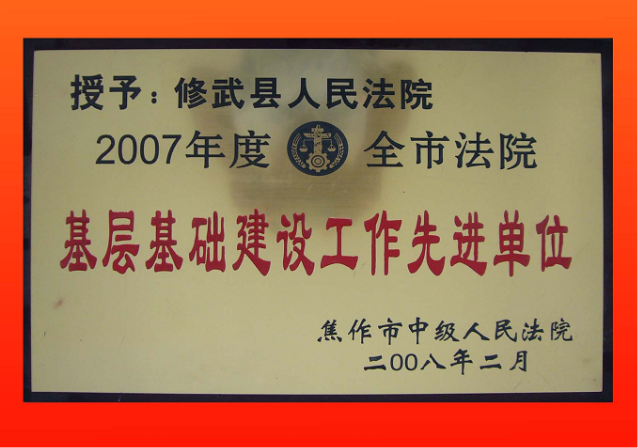 授予：修武县人民法院
2007年度 全市法院
基层基础建设工作先进单位
焦作市中级人民法院
二00八年二月